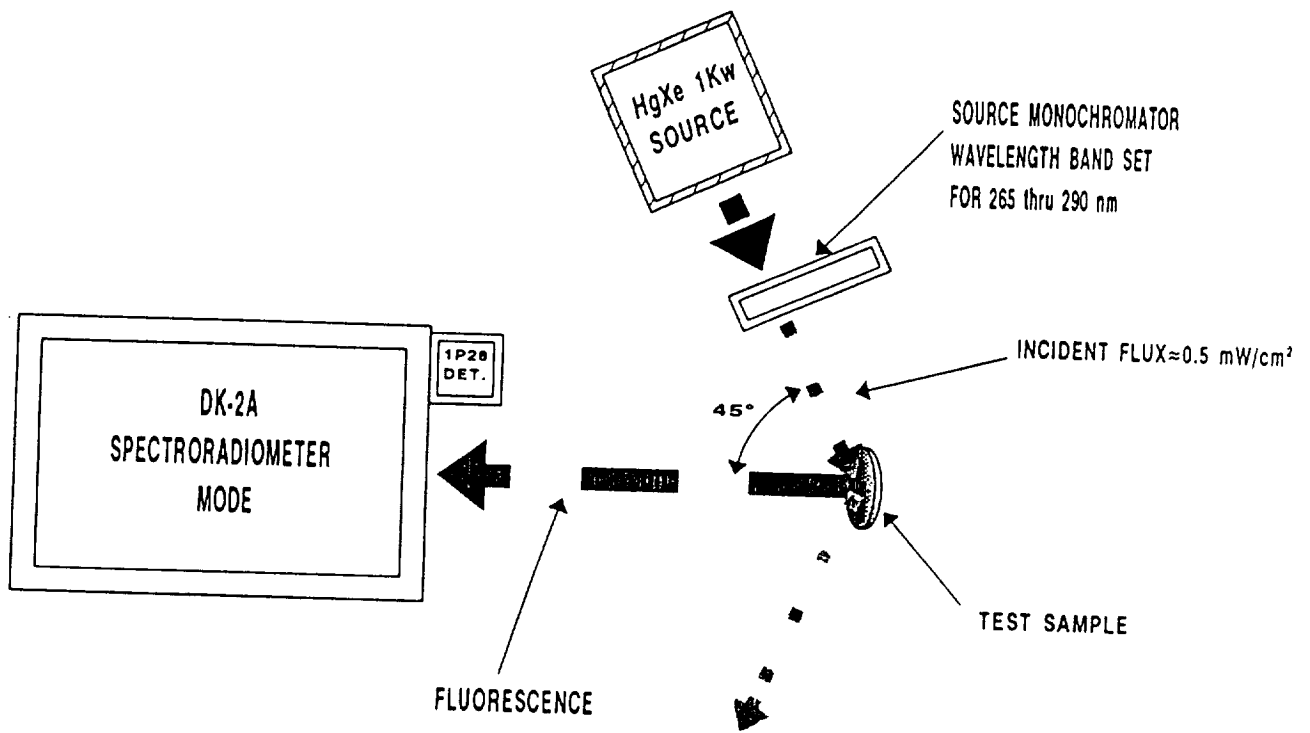 HgXe 1Kw
SOURCE
SOURCE MONOCHROMATOR
WAVELENGTH BAND SET
FOR 265 thru 290 nm
1P28
DET.
INCIDENT FLUX≈0.5 mW/cm²
DK-2A
SPECTRORADIOMETER
MODE
45°
TEST SAMPLE
FLUORESCENCE